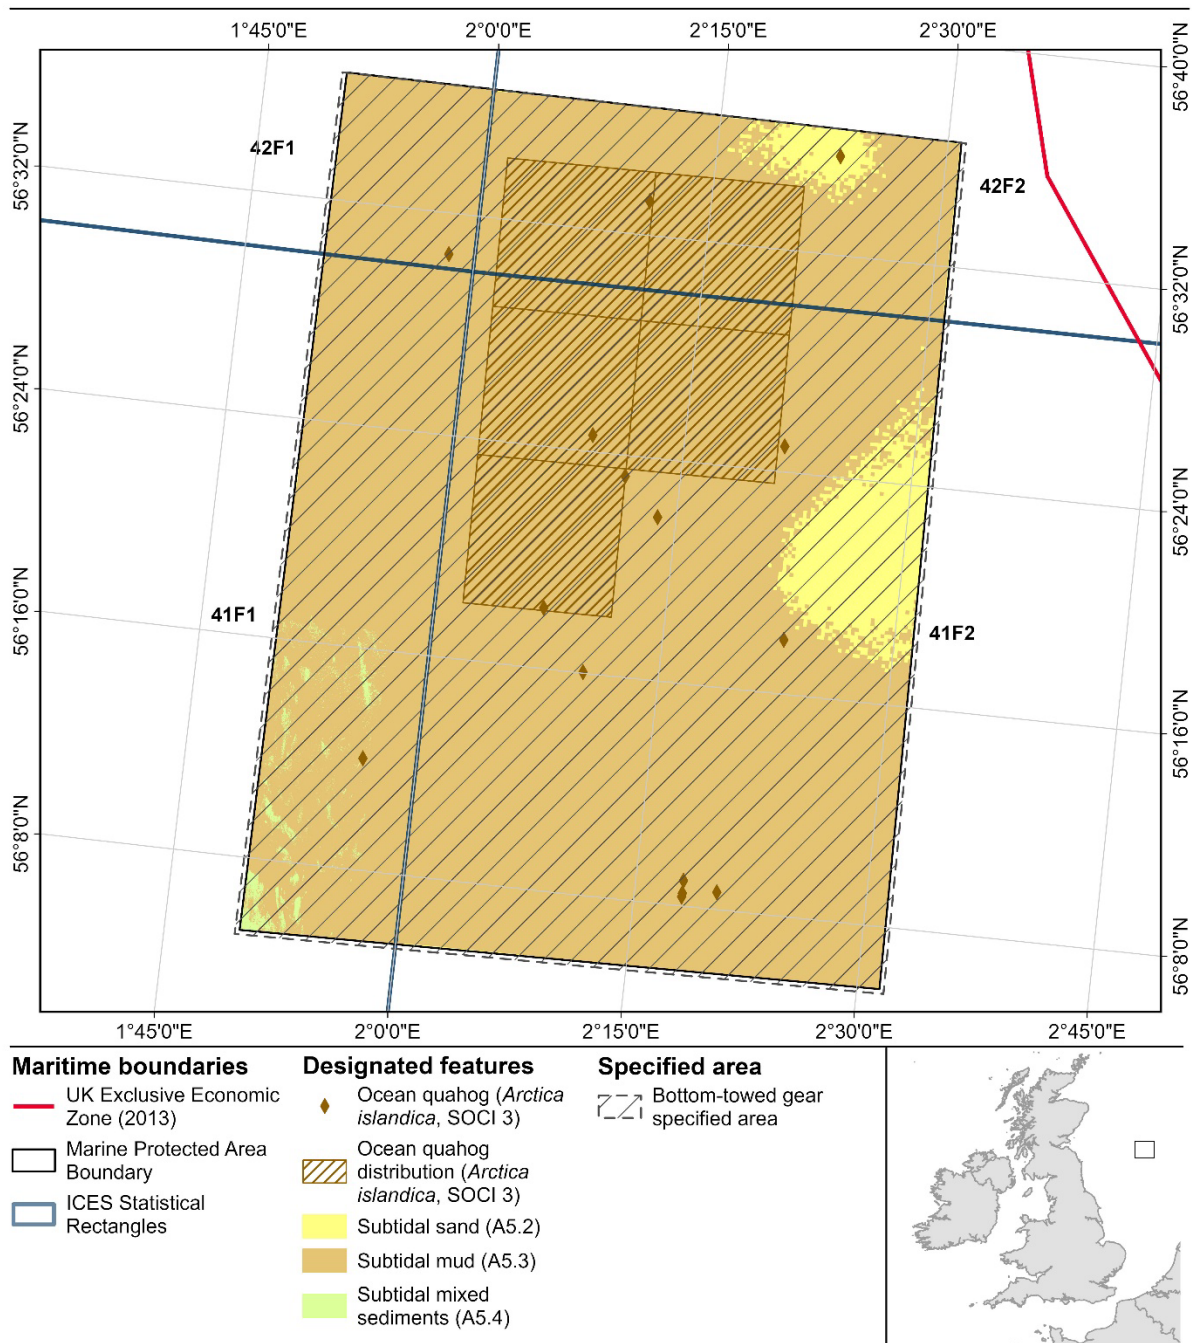 1°45'0"E
2°0'0"E
2°15'0"E
2°30'0"E
56°40'0"N
56°32'0"N
42F1
42F2
56°32'0"N
56°24'0"N
56°24'0"N
56°16'0"N
41F1
41F2
56°16'0"N
56°8'0"N
56°8'0"N
1°45'0"E
2°0'0"E
2°15'0"E
2°30'0"E
2°45'0"E
Maritime boundaries
UK Exclusive Economic
Zone (2013)
Marine Protected Area
Boundary
ICES Statistical
Rectangles
Designated features
Ocean quahog (Arctica
islandica, SOCI 3)
Ocean quahog
distribution (Arctica
islandica, SOCI 3)
Subtidal sand (A5.2)
Subtidal mud (A5.3)
Subtidal mixed
sediments (A5.4)
Specified area
Bottom-towed gear
specified area